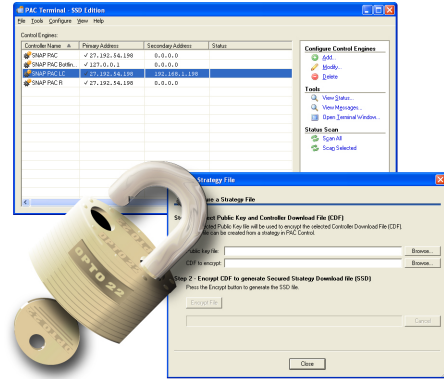 PAC Terminal - SSD Edition
File Tools Configure View Help
Control Engines:
Controller Name Primary Address Secondary Address Status
SNAP PAC 27.192.54.198 0.0.0.0
SNAP PAC Bottlin... 127.0.0.1 0.0.0.0
SNAP PAC LC 27.192.54.198 192.168.1.198
SNAP PAC R 27.192.54.198 0.0.0.0
Configure Control Engines
Add...
Modify...
Delete
Tools
View Status...
View Messages...
Open Terminal Window...
Status Scan
Scan All
Scan Selected
Strategy File
a Strategy File
Public Key and Controller Download File (CDF)
Public Key file will be used to encrypt the selected Controller Download File (CDF).
can be created from a strategy in PAC Control.
key file: Browse...
CDF to encrypt: Browse...
Step 2 - Encrypt CDF to generate Secured Strategy Download file (SSD)
Press the Encrypt button to generate the SSD file.
Encrypt File
Cancel
Close
OPTO 22